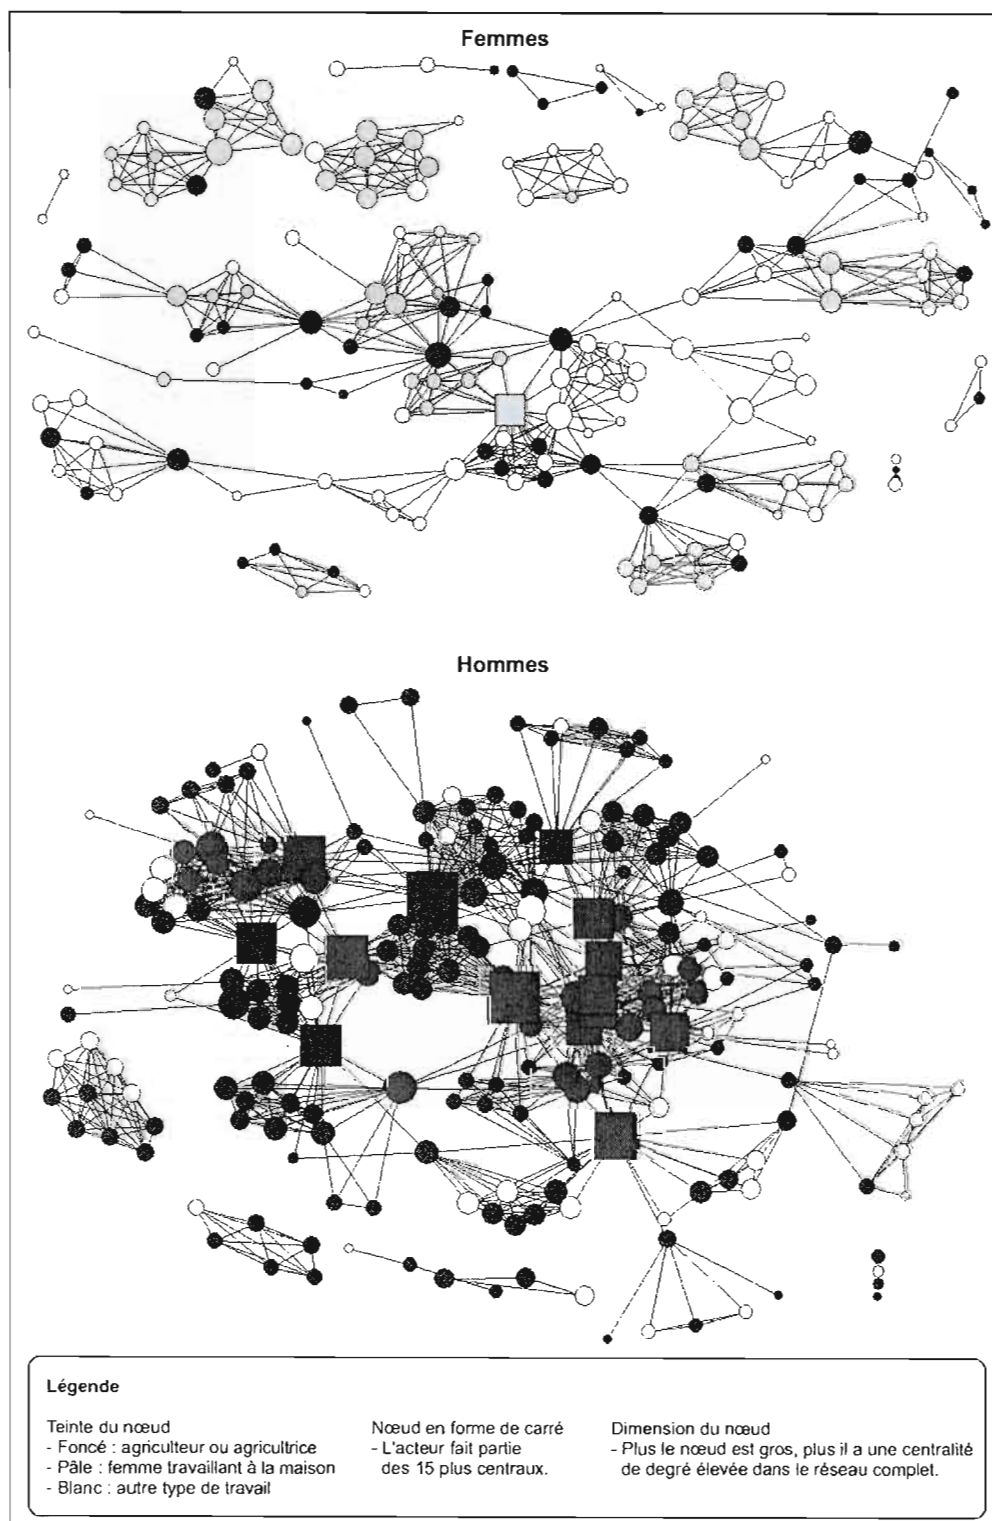 Femmes
Hommes
Légende
Teinte du nœud
- Foncé : agriculteur ou agricultrice
- Pâle : femme travaillant à la maison
- Blanc : autre type de travail
Nœud en forme de carré
- L'acteur fait partie
des 15 plus centraux.
Dimension du nœud
- Plus le nœud est gros, plus il a une centralité
de degré élevée dans le réseau complet.